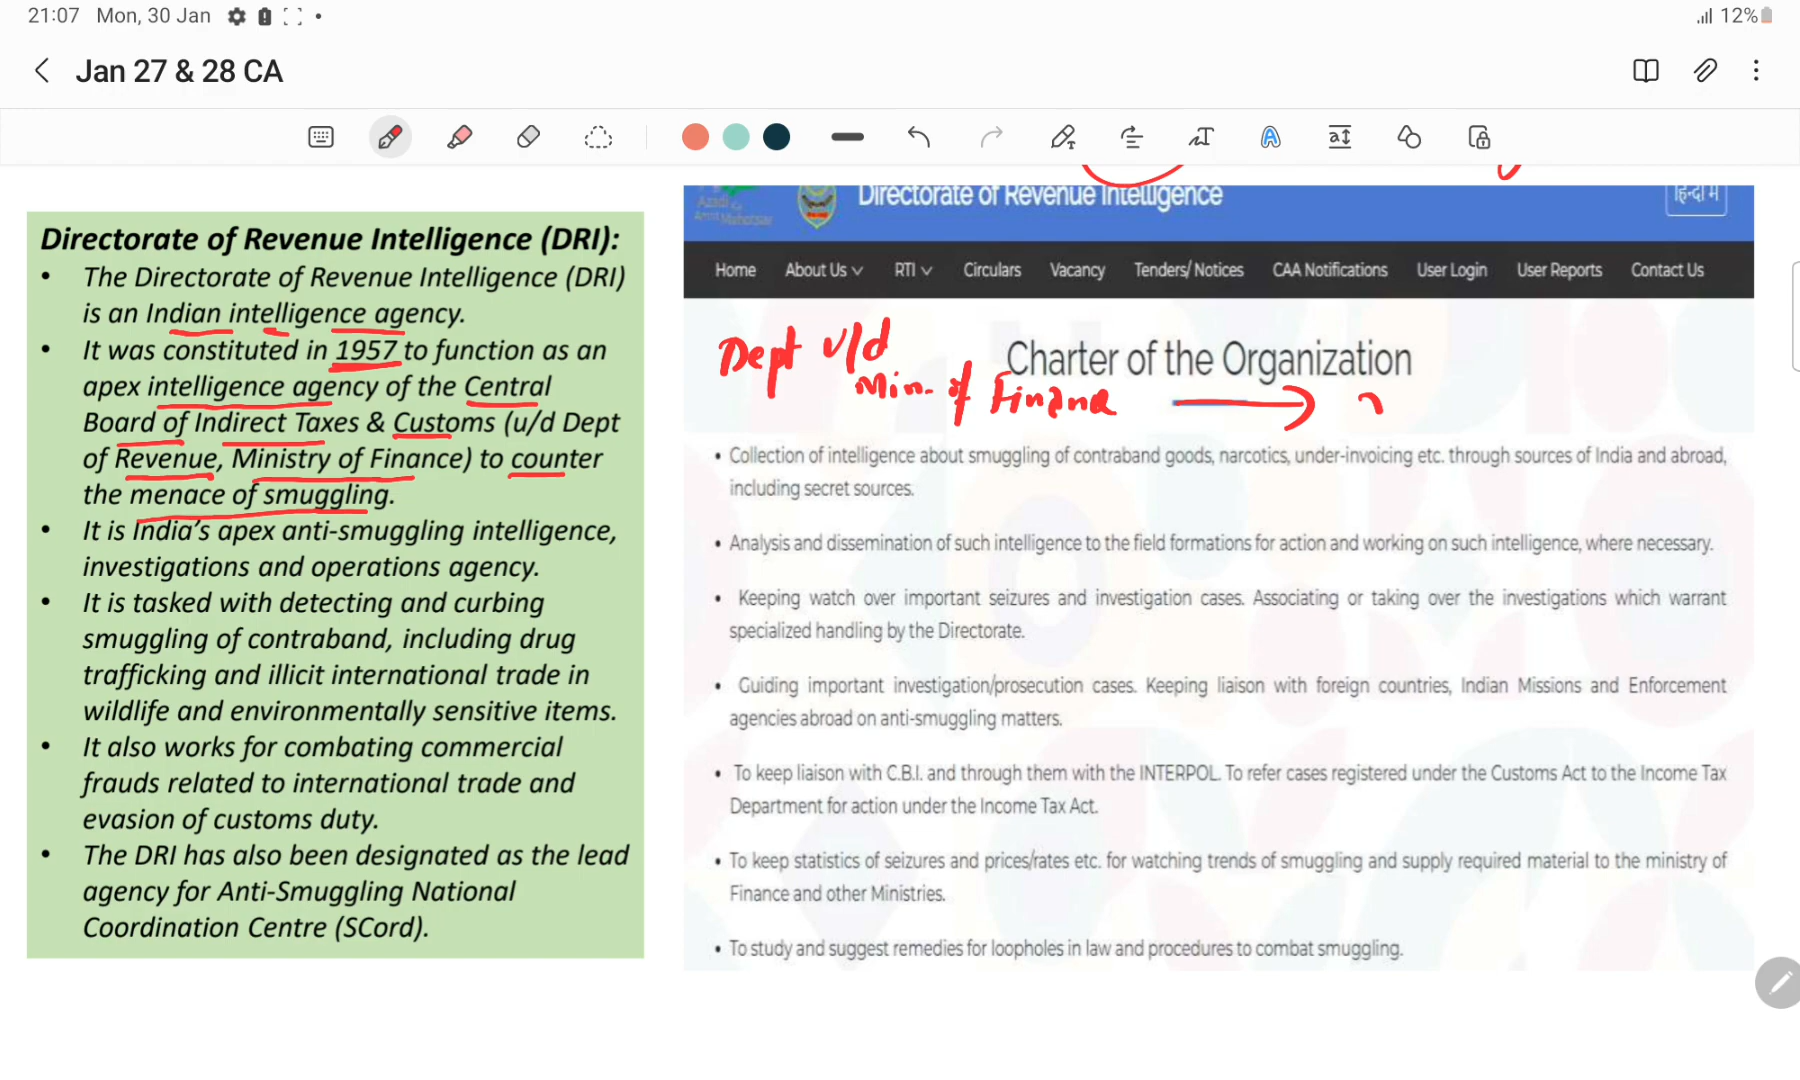 21:07 Mon, 30 Jan
12%
Jan 27 & 28 CA
Directorate of Revenue Intelligence
हिन्दी में
Azadi Ka
Amrit Mahotsav
Home About Us RTI Circulars Vacancy Tenders/ Notices CAA Notifications User Login User Reports Contact Us
Directorate of Revenue Intelligence (DRI):
• The Directorate of Revenue Intelligence (DRI)
is an Indian intelligence agency.
• It was constituted in 1957 to function as an
apex intelligence agency of the Central
Board of Indirect Taxes & Customs (u/d Dept
of Revenue, Ministry of Finance) to counter
the menace of smuggling.
• It is India's apex anti-smuggling intelligence,
investigations and operations agency.
• It is tasked with detecting and curbing
smuggling of contraband, including drug
trafficking and illicit international trade in
wildlife and environmentally sensitive items.
• It also works for combating commercial
frauds related to international trade and
evasion of customs duty.
• The DRI has also been designated as the lead
agency for Anti-Smuggling National
Coordination Centre (SCord).
Dept u/d
Min. of Finance
Charter of the Organization
• Collection of intelligence about smuggling of contraband goods, narcotics, under-invoicing etc. through sources of India and abroad,
including secret sources.
• Analysis and dissemination of such intelligence to the field formations for action and working on such intelligence, where necessary.
• Keeping watch over important seizures and investigation cases. Associating or taking over the investigations which warrant
specialized handling by the Directorate.
• Guiding important investigation/prosecution cases. Keeping liaison with foreign countries, Indian Missions and Enforcement
agencies abroad on anti-smuggling matters.
• To keep liaison with C.B.I. and through them with the INTERPOL. To refer cases registered under the Customs Act to the Income Tax
Department for action under the Income Tax Act.
• To keep statistics of seizures and prices/rates etc. for watching trends of smuggling and supply required material to the ministry of
Finance and other Ministries.
• To study and suggest remedies for loopholes in law and procedures to combat smuggling.